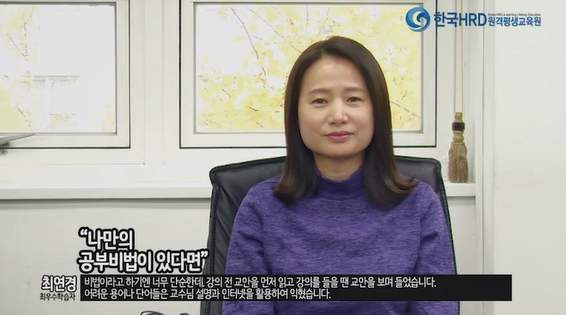 한국HRD 원격평생교육원
“나만의
공부비법이 있다면”
최연경
최우수학습자
비법이라고 하기엔 너무 단순한데, 강의 전 교안을 먼저 읽고 강의를 들을 땐 교안을 보며 들었습니다.
어려운 용어나 단어들은 교수님 설명과 인터넷을 활용하여 익혔습니다.